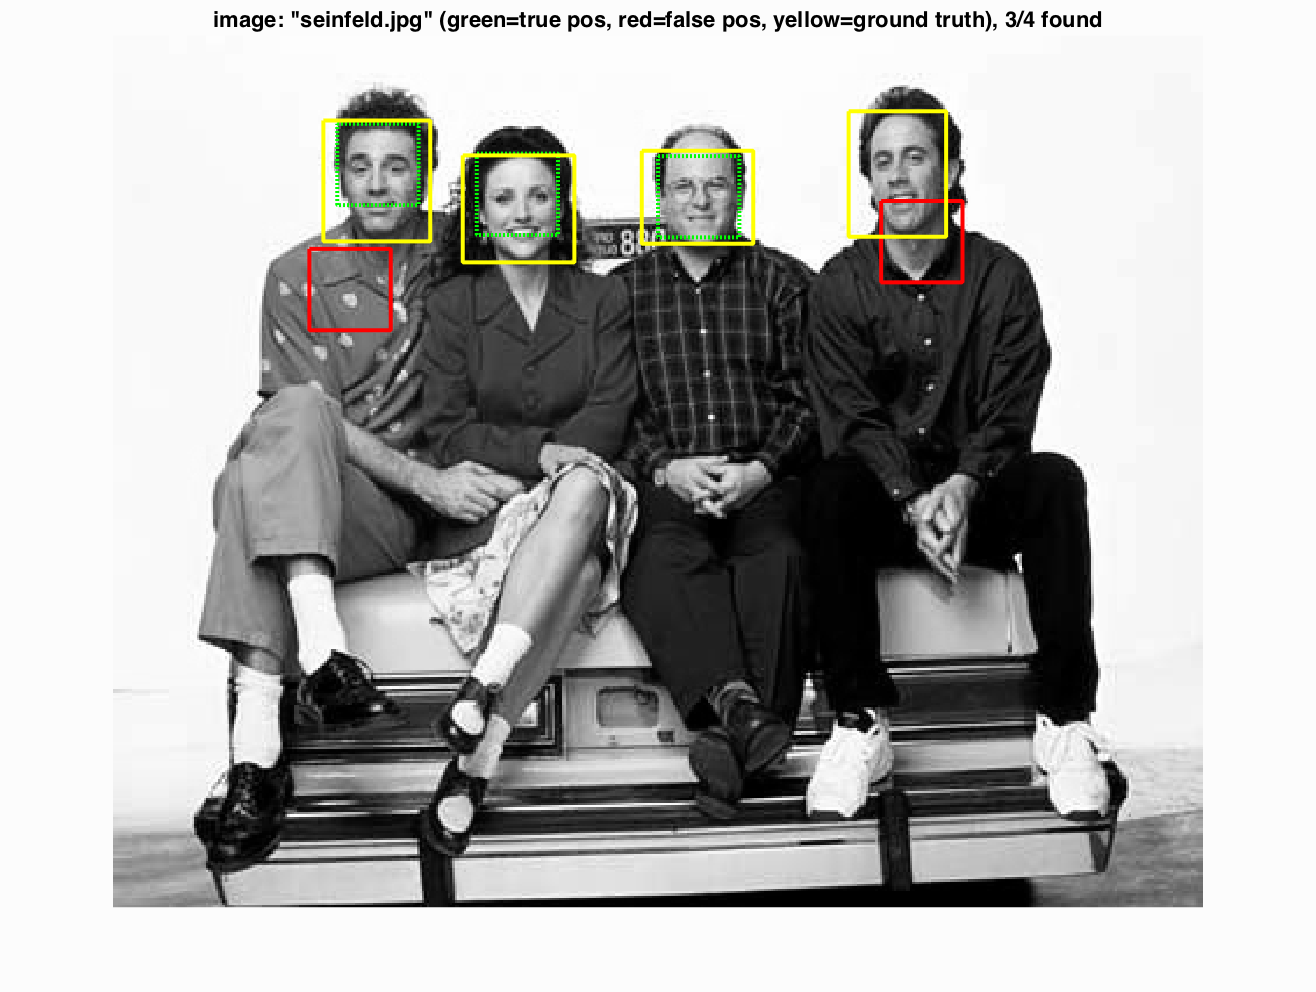 image: "seinfeld.jpg" (green=true pos, red=false pos, yellow=ground truth), 3/4 found